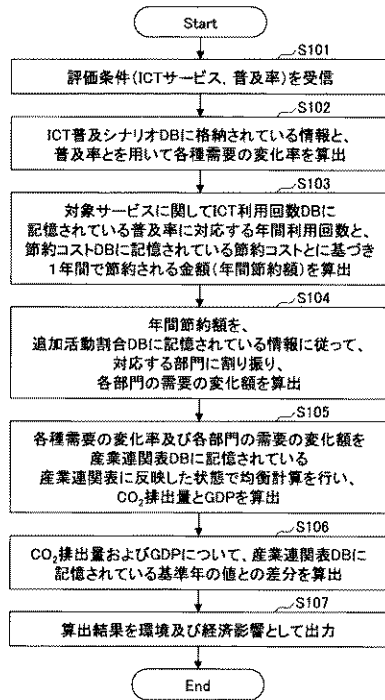 Start
S101
評価条件(ICTサービス、普及率)を受信
S102
ICT普及シナリオDBに格納されている情報と、
普及率とを用いて各種需要の変化率を算出
S103
対象サービスに関してICT利用回数DBに
記憶されている普及率に対応する年間利用回数と、
節約コストDBに記憶されている節約コストとに基づき
1年間で節約される金額(年間節約額)を算出
S104
年間節約額を、
追加活動割合DBに記憶されている情報に従って、
対応する部門に割り振り、
各部門の需要の変化額を算出
S105
各種需要の変化率及び各部門の需要の変化額を
産業連関表DBに記憶されている
産業連関表に反映した状態で均衡計算を行い、
CO₂排出量とGDPを算出
S106
CO₂排出量およびGDPについて、産業連関表DBに
記憶されている基準年の値との差分を算出
S107
算出結果を環境及び経済影響として出力
End